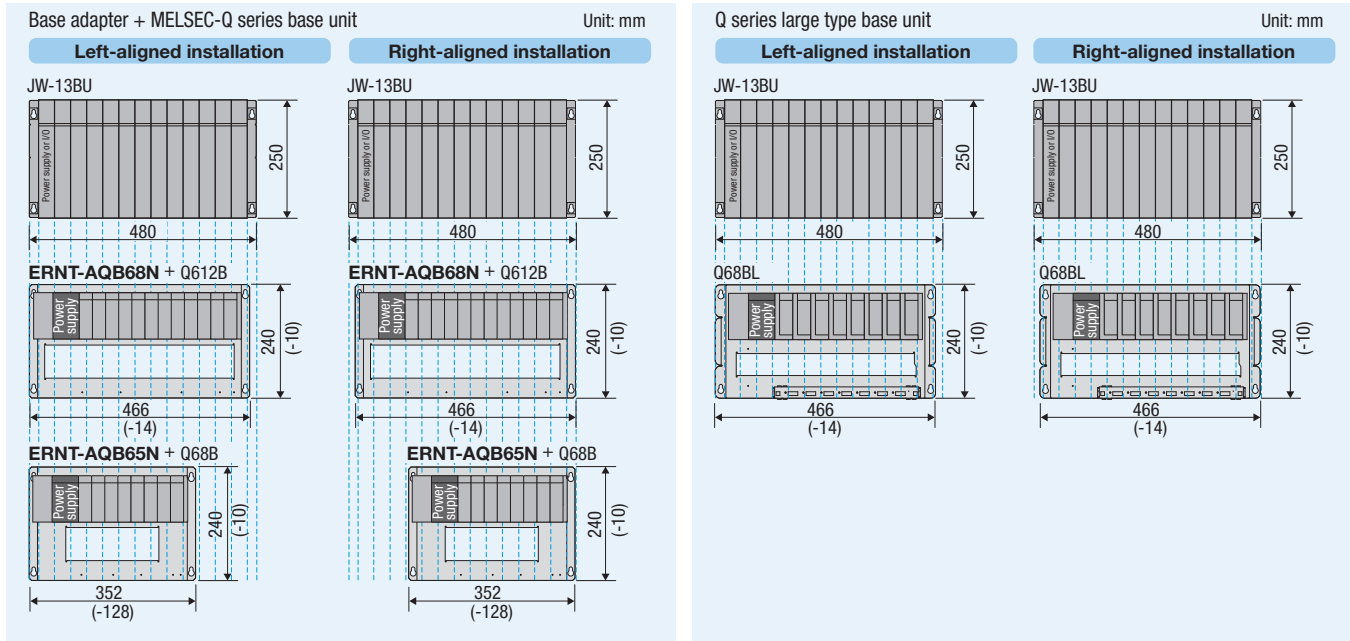 Base adapter + MELSEC-Q series base unit
Unit: mm
Left-aligned installation
Right-aligned installation
JW-13BU
JW-13BU
Power supply or I/O
250
Power supply or I/O
250
480
480
ERNT-AQB68N + Q612B
ERNT-AQB68N + Q612B
Power
supply
240
(-10)
Power
supply
240
(-10)
466
(-14)
466
(-14)
ERNT-AQB65N + Q68B
ERNT-AQB65N + Q68B
Power
supply
240
(-10)
Power
supply
240
(-10)
352
(-128)
352
(-128)
Q series large type base unit
Unit: mm
Left-aligned installation
Right-aligned installation
JW-13BU
JW-13BU
Power supply or I/O
250
Power supply or I/O
250
480
480
Q68BL
Q68BL
Power
supply
240
(-10)
Power
supply
240
(-10)
466
(-14)
466
(-14)